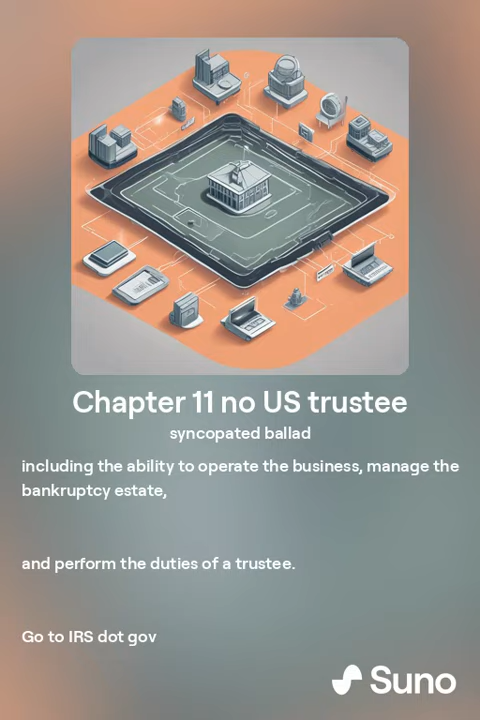 Chapter 11 no US trustee
syncopated ballad
including the ability to operate the business, manage the
bankruptcy estate,
and perform the duties of a trustee.
Go to IRS dot gov
Suno